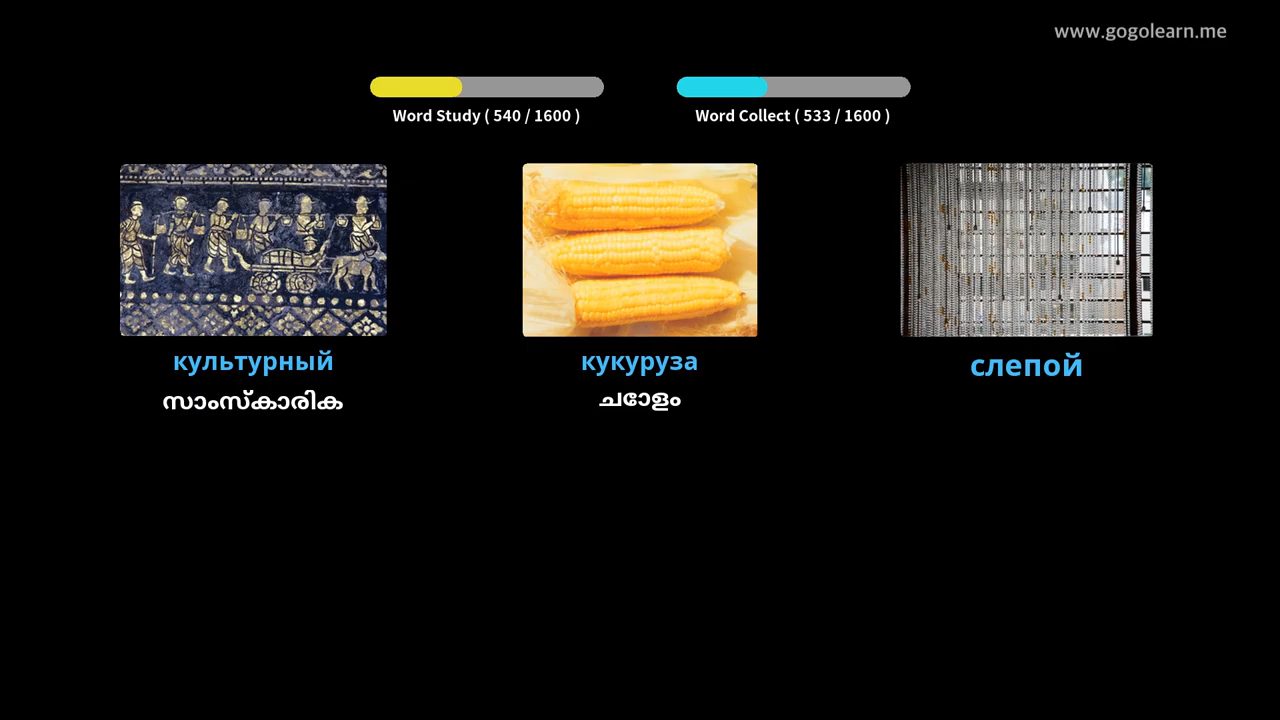 www.gogolearn.me
Word Study ( 540 / 1600 )
Word Collect ( 533 / 1600 )
культурный
кукуруза
слепой
സാംസ്കാരിക
ചോളം